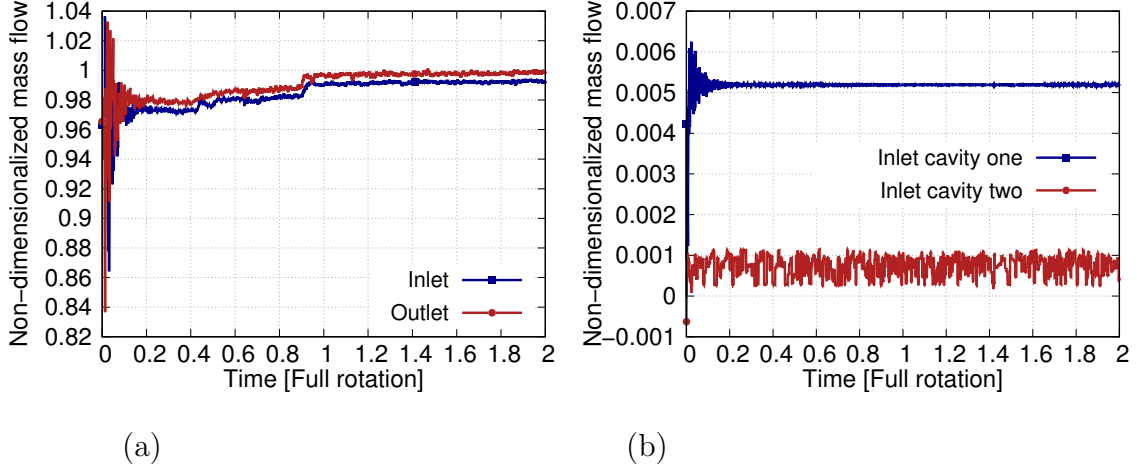 Non−dimensionalized mass flow
1.04
1.02
1
0.98
0.96
0.94
0.92
0.9
0.88
0.86
0.84
0.82
Inlet
Outlet
0 0.2 0.4 0.6 0.8 1 1.2 1.4 1.6 1.8 2
Time [Full rotation]
(a)
Non−dimensionalized mass flow
0.007
0.006
0.005
0.004
0.003
0.002
0.001
0
−0.001
Inlet cavity one
Inlet cavity two
0 0.2 0.4 0.6 0.8 1 1.2 1.4 1.6 1.8 2
Time [Full rotation]
(b)